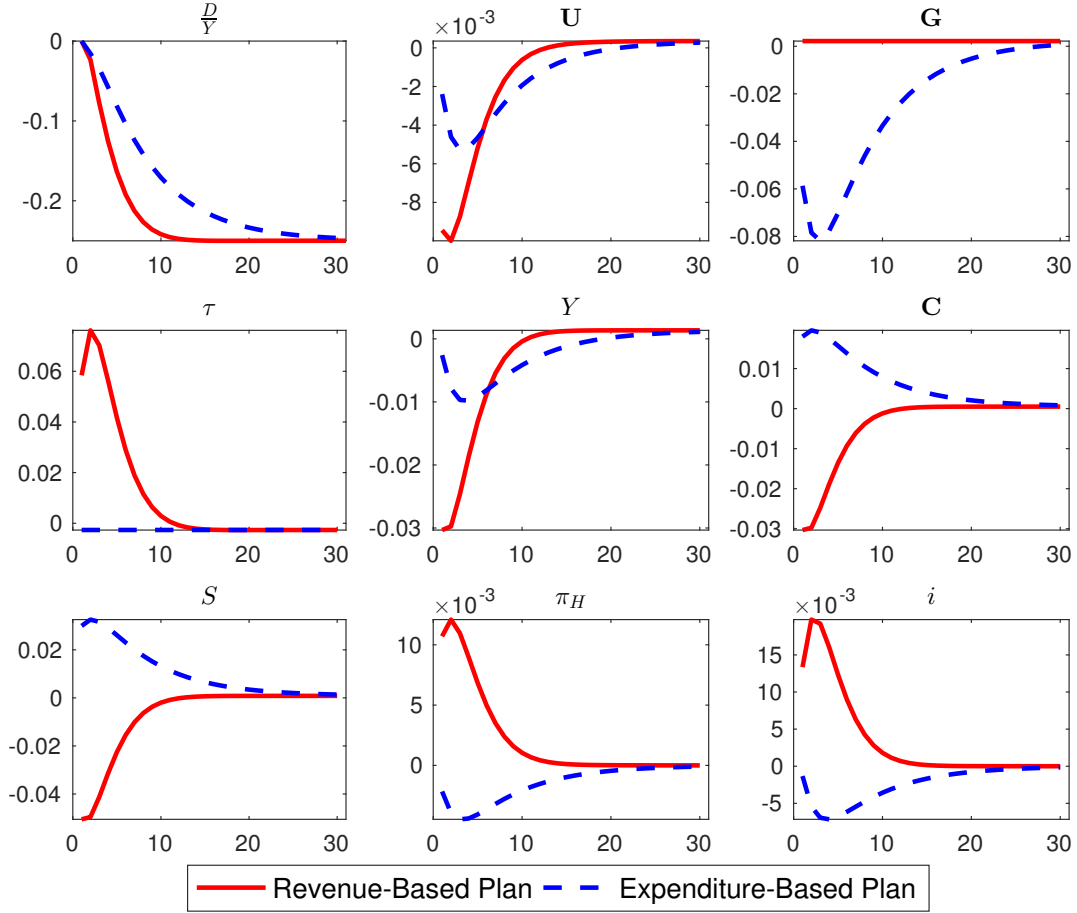 D/Y U G
×10⁻³
0 -0.1 -0.2
0 -2 -4 -6 -8
0 -0.02 -0.04 -0.06 -0.08
0 10 20 30 0 10 20 30 0 10 20 30
τ Y C
0.06 0.04 0.02 0
0 -0.01 -0.02 -0.03
0.01 0 -0.01 -0.02 -0.03
0 10 20 30 0 10 20 30 0 10 20 30
S π_H i
×10⁻³ ×10⁻³
0.02 0 -0.02 -0.04
10 5 0
15 10 5 0 -5
0 10 20 30 0 10 20 30 0 10 20 30
Revenue-Based Plan Expenditure-Based Plan